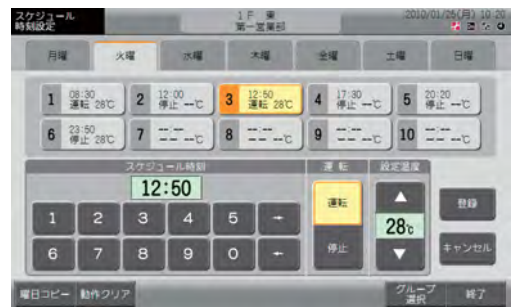 スケジュール
時刻設定
1F 東
第一営業部
2010/01/25(月) 10:20
月曜 火曜 水曜 木曜 金曜 土曜 日曜
1 08:30 運転 28℃
2 12:00 停止 --℃
3 12:50 運転 28℃
4 17:30 停止 --℃
5 20:20 停止 --℃
6 23:50 停止 28℃
7 --:-- --℃
8 --:-- --℃
9 --:-- --℃
10 --:-- --℃
スケジュール時刻
運転
設定温度
12:50
1 2 3 4 5 →
6 7 8 9 0 ←
運転
停止
▲
28℃
▼
登録
キャンセル
曜日コピー
動作クリア
グループ
選択
終了